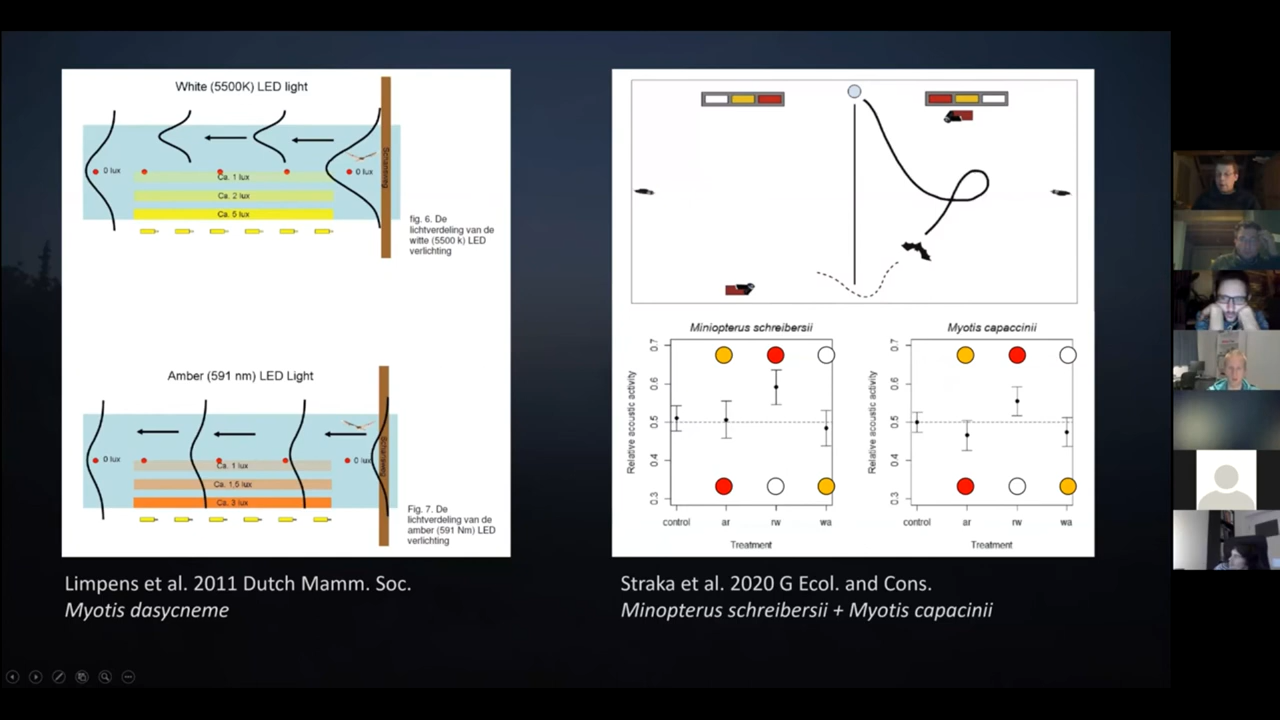 White (5500K) LED light
0 lux
0 lux
Ca. 1 lux
Ca. 2 lux
Ca. 5 lux
Schansweg
fig. 6. De
lichtverdeling van de
witte (5500 k) LED
verlichting
Amber (591 nm) LED Light
0 lux
0 lux
Ca. 1 lux
Ca. 1.5 lux
Ca. 3 lux
Schansweg
Fig. 7. De
lichtverdeling van de
amber (591 Nm) LED
verlichting
Limpens et al. 2011 Dutch Mamm. Soc.
Myotis dasycneme
Miniopterus schreibersii
Relative acoustic activity
0.7
0.6
0.5
0.4
0.3
control ar rw wa
Treatment
Myotis capaccinii
Relative acoustic activity
0.7
0.6
0.5
0.4
0.3
control ar rw wa
Treatment
Straka et al. 2020 G Ecol. and Cons.
Minopterus schreibersii + Myotis capacinii